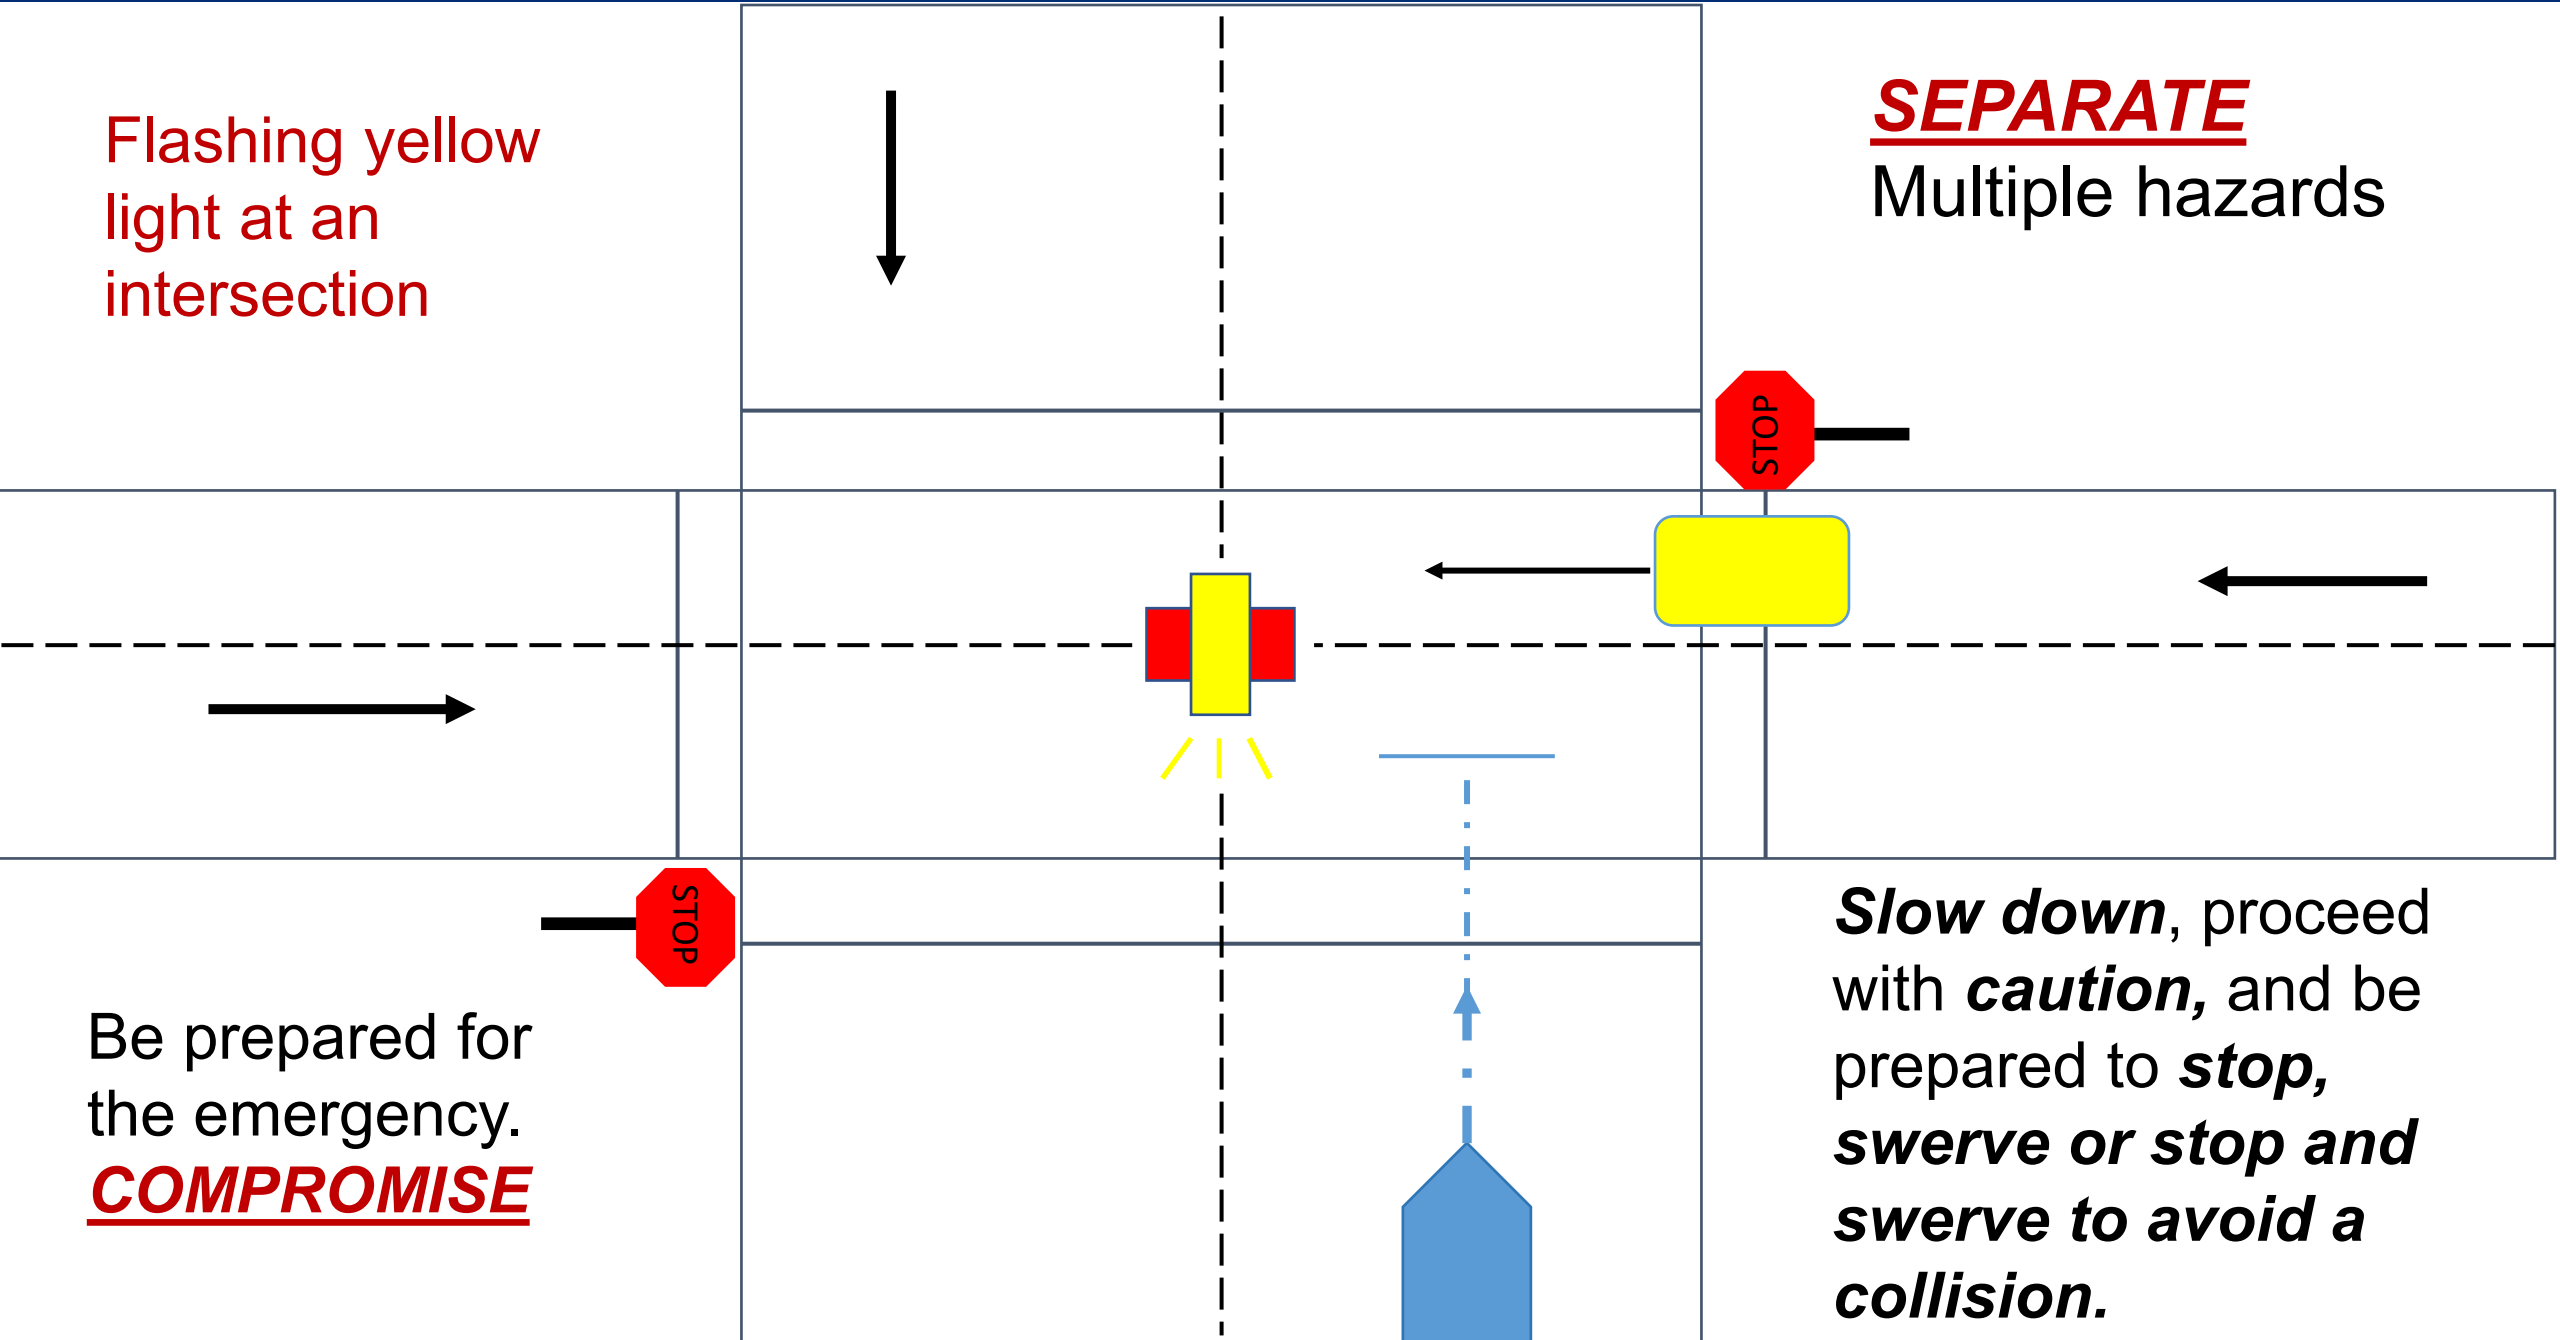 Flashing yellow
light at an
intersection
SEPARATE
Multiple hazards
STOP
STOP
Be prepared for
the emergency.
COMPROMISE
Slow down, proceed
with caution, and be
prepared to stop,
swerve or stop and
swerve to avoid a
collision.